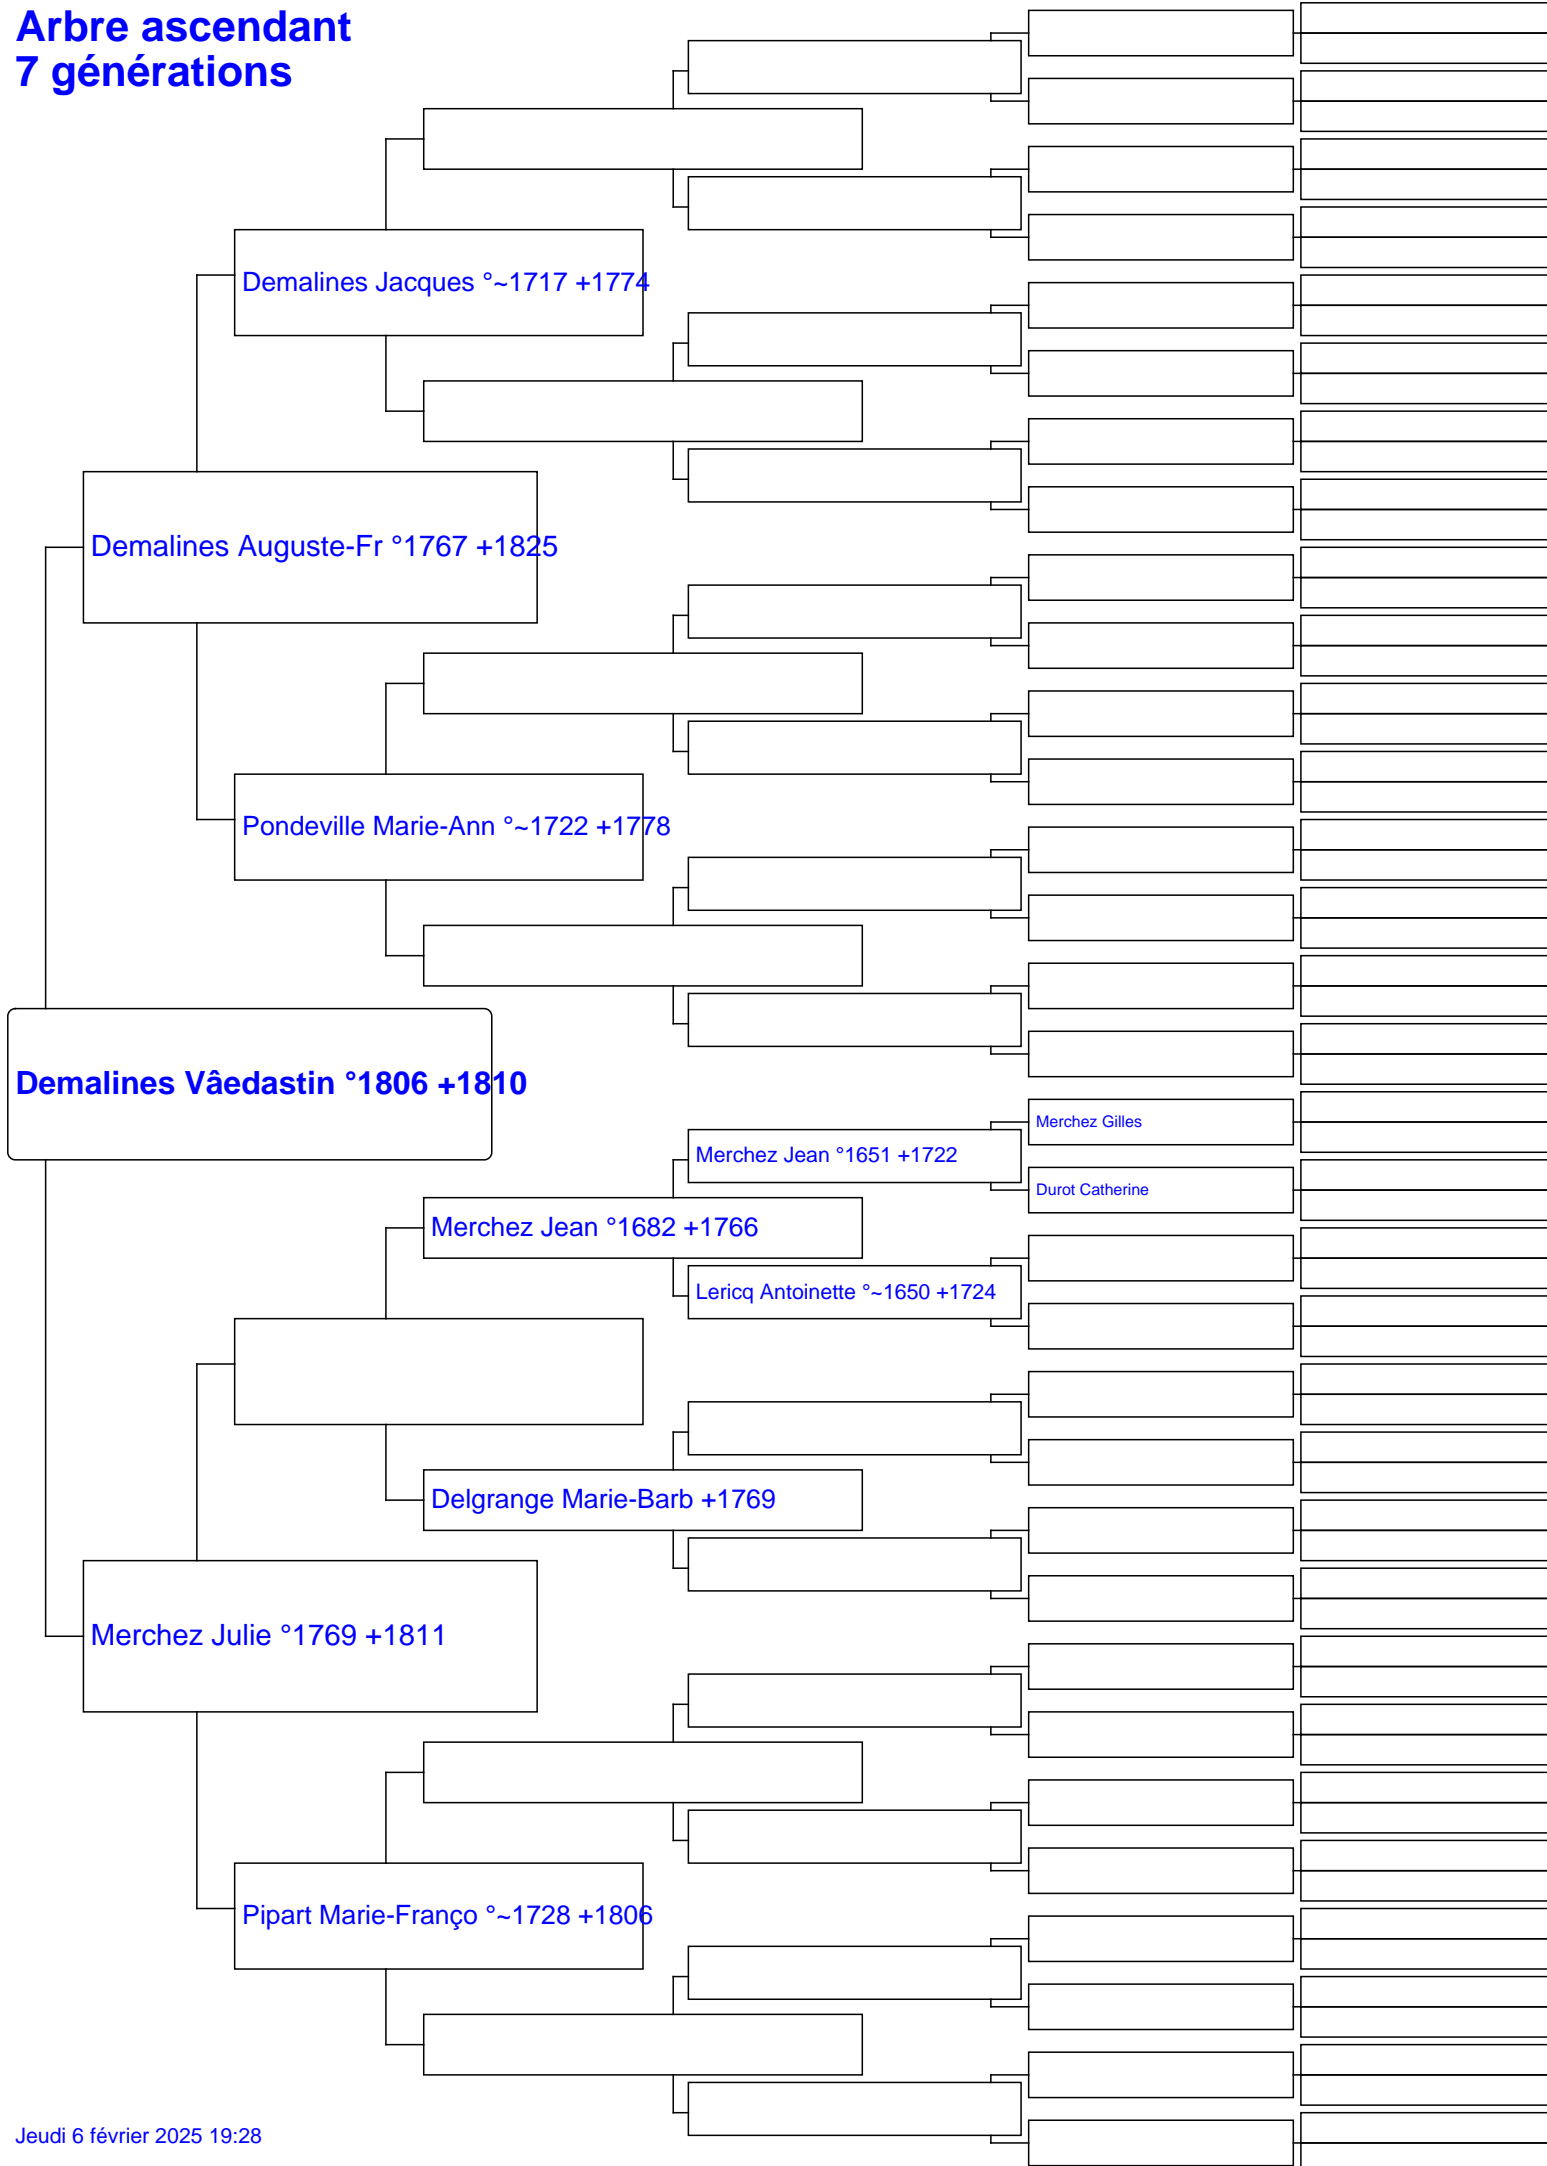 Arbre ascendant
7 générations
Demalines Jacques °~1717 +1774
Demalines Auguste-Fr °1767 +1825
Pondeville Marie-Ann °~1722 +1778
Demalines Vâedastin °1806 +1810
Merchez Gilles
Merchez Jean °1651 +1722
Durot Catherine
Merchez Jean °1682 +1766
Lericq Antoinette °~1650 +1724
Delgrange Marie-Barb +1769
Merchez Julie °1769 +1811
Pipart Marie-Franço °~1728 +1806
Jeudi 6 février 2025 19:28